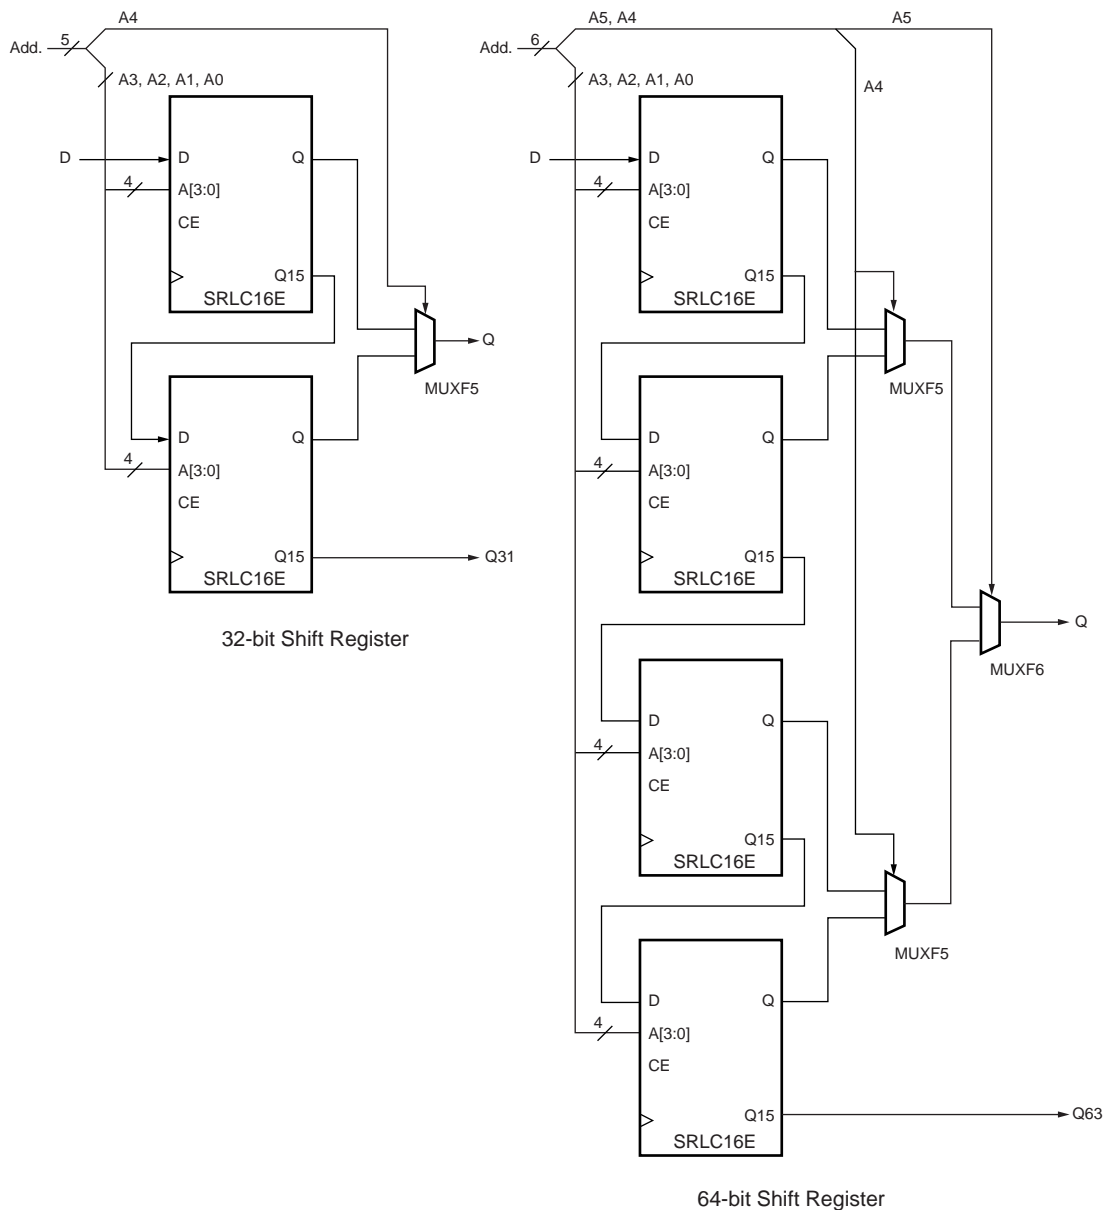 A4
Add.
5
A3, A2, A1, A0
D
D
Q
4
A[3:0]
CE
Q15
SRLC16E
Q
MUXF5
D
Q
4
A[3:0]
CE
Q15
Q31
SRLC16E
32-bit Shift Register
A5, A4
A5
Add.
6
A3, A2, A1, A0
A4
D
D
Q
4
A[3:0]
CE
Q15
SRLC16E
MUXF5
D
Q
4
A[3:0]
CE
Q15
SRLC16E
Q
MUXF6
D
Q
4
A[3:0]
CE
Q15
SRLC16E
MUXF5
D
Q
4
A[3:0]
CE
Q15
Q63
SRLC16E
64-bit Shift Register